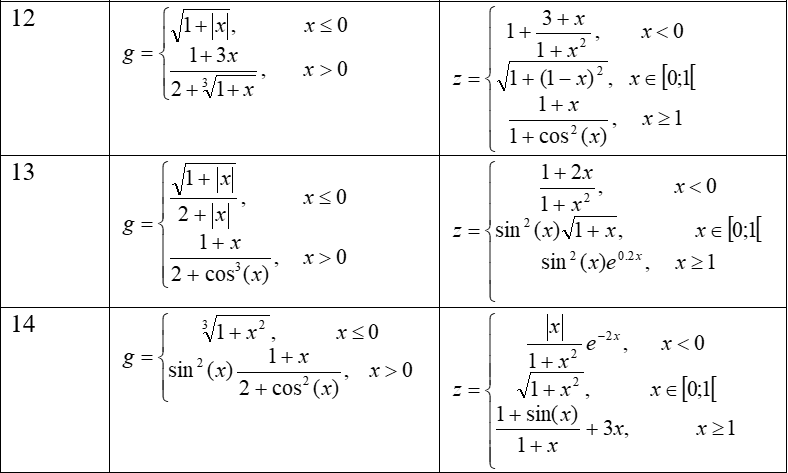 12
g = { √(1+|x|), x ≤ 0
(1+3x)/(2+∛(1+x)), x > 0
z = { 1+(3+x)/(1+x²), x < 0
√(1+(1−x)²), x ∈ [0;1[
(1+x)/(1+cos²(x)), x ≥ 1
13
g = { √(1+|x|)/(2+|x|), x ≤ 0
(1+x)/(2+cos³(x)), x > 0
z = { (1+2x)/(1+x²), x < 0
sin²(x)√(1+x), x ∈ [0;1[
sin²(x)e^(0.2x), x ≥ 1
14
g = { ∛(1+x²), x ≤ 0
sin²(x) (1+x)/(2+cos²(x)), x > 0
z = { |x|/(1+x²) e^(−2x), x < 0
√(1+x²), x ∈ [0;1[
(1+sin(x))/(1+x) + 3x, x ≥ 1